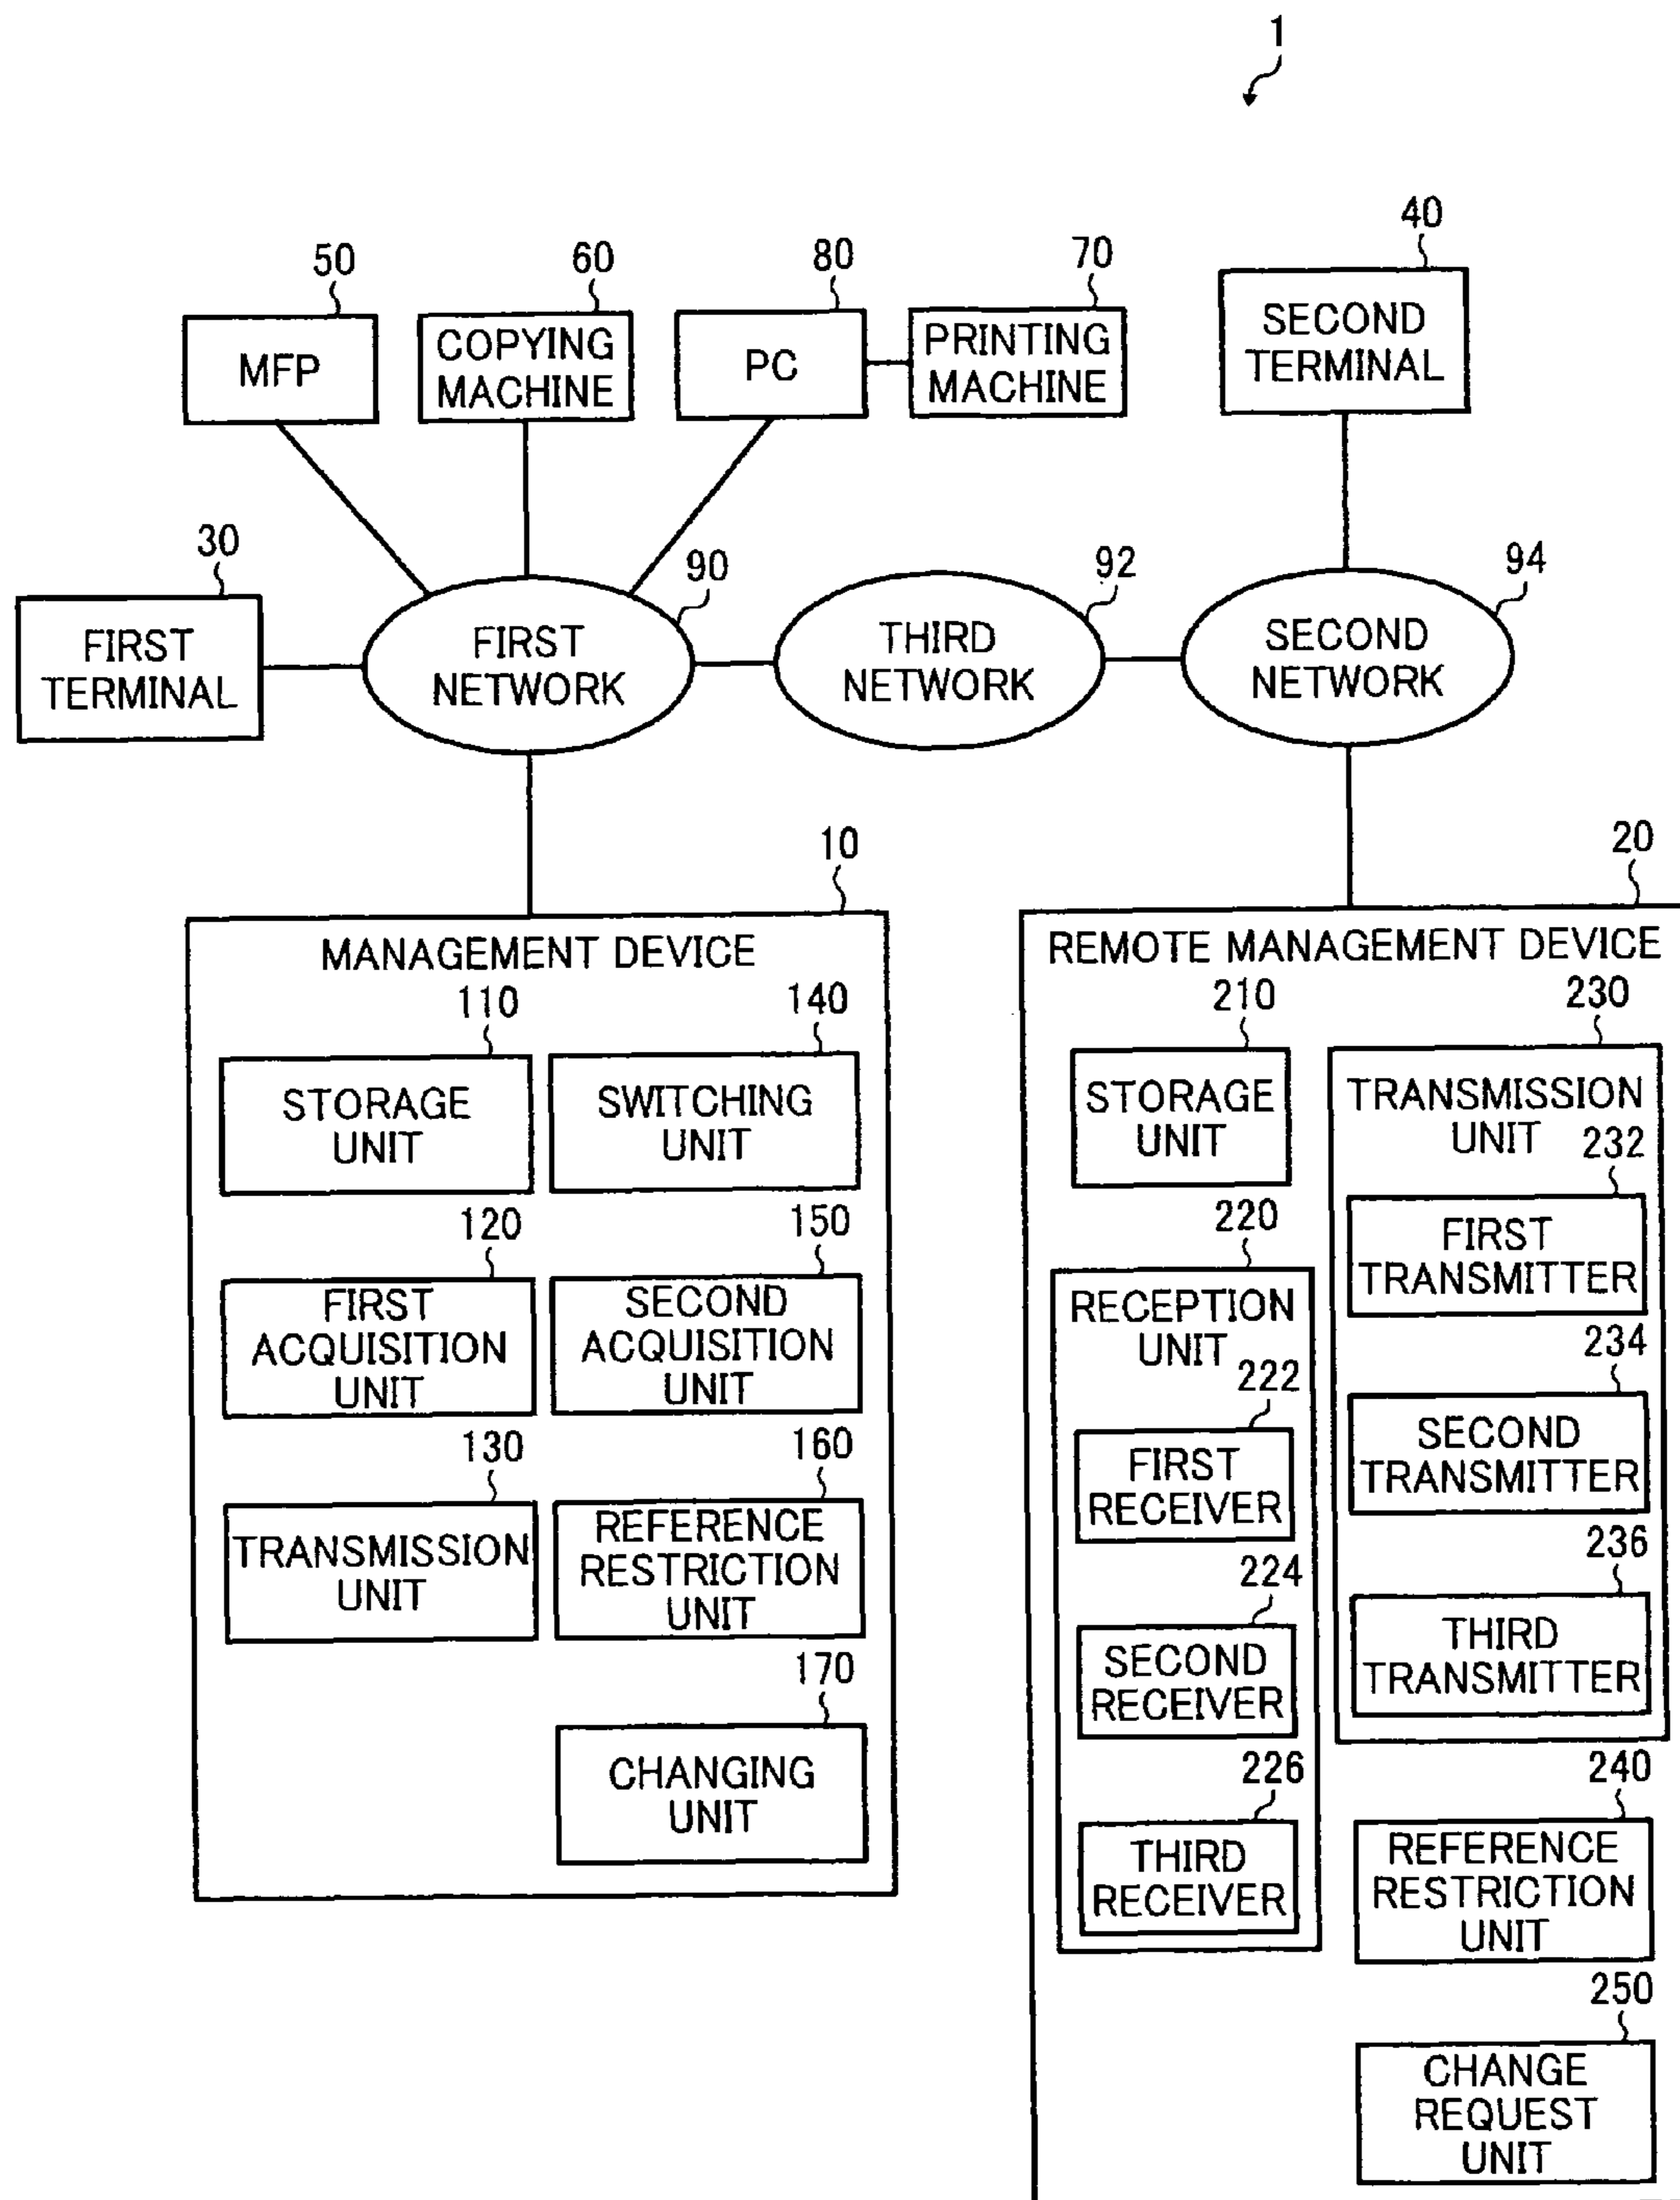 1
40
50
60
80
70
MFP
COPYING
MACHINE
PC
PRINTING
MACHINE
SECOND
TERMINAL
30
90
92
94
FIRST
TERMINAL
FIRST
NETWORK
THIRD
NETWORK
SECOND
NETWORK
10
20
MANAGEMENT DEVICE
110
140
STORAGE
UNIT
SWITCHING
UNIT
120
150
FIRST
ACQUISITION
UNIT
SECOND
ACQUISITION
UNIT
130
160
TRANSMISSION
UNIT
REFERENCE
RESTRICTION
UNIT
170
CHANGING
UNIT
REMOTE MANAGEMENT DEVICE
210
230
STORAGE
UNIT
TRANSMISSION
UNIT
232
FIRST
TRANSMITTER
234
SECOND
TRANSMITTER
236
THIRD
TRANSMITTER
220
RECEPTION
UNIT
222
FIRST
RECEIVER
224
SECOND
RECEIVER
226
THIRD
RECEIVER
240
REFERENCE
RESTRICTION
UNIT
250
CHANGE
REQUEST
UNIT